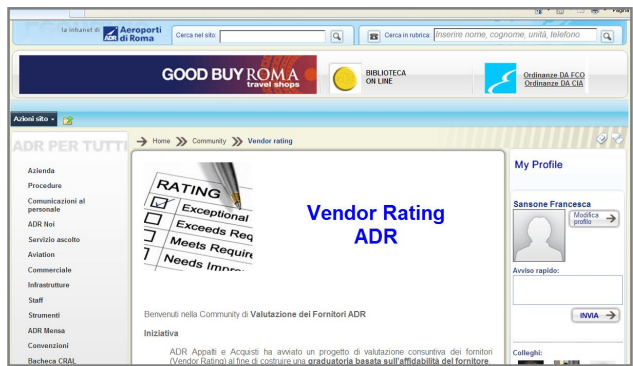 Pagina
la intranet di Aeroporti di Roma
ADR
Cerca nel sito:
Cerca in rubrica: Inserire nome, cognome, unità, telefono
GOOD BUY ROMA
travel shops
BIBLIOTECA
ON LINE
Ordinanze DA FCO
Ordinanze DA CIA
Azioni sito
ADR PER TUTTI
Home Community Vendor rating
Azienda
Procedure
Comunicazioni al
personale
ADR Noi
Servizio ascolto
Aviation
Commerciale
Infrastrutture
Staff
Strumenti
ADR Mensa
Convenzioni
Bacheca CRAL
RATING
Exceptional
Exceeds Req
Meets Require
Needs Impro
Vendor Rating
ADR
Benvenuti nella Community di Valutazione dei Fornitori ADR
Iniziativa
ADR Appalti e Acquisti ha avviato un progetto di valutazione consuntiva dei fornitori
(Vendor Rating) al fine di costruire una graduatoria basata sull'affidabilità del fornitore
My Profile
Sansone Francesca
Modifica
profilo
Avviso rapido:
INVIA
Colleghi: